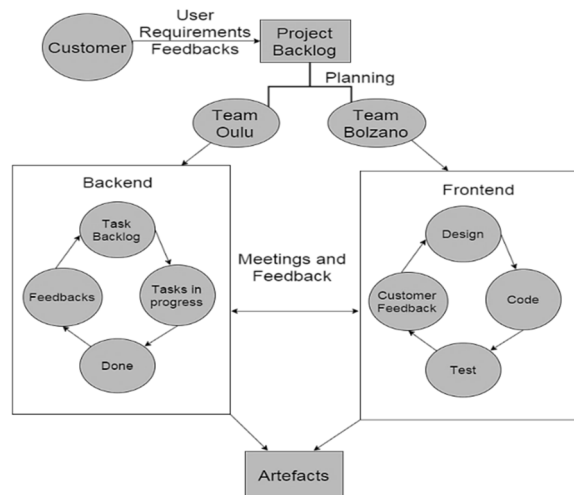 Customer
User
Requirements
Feedbacks
Project
Backlog
Planning
Team
Oulu
Team
Bolzano
Backend
Task
Backlog
Feedbacks
Tasks in
progress
Done
Meetings and
Feedback
Frontend
Design
Customer
Feedback
Code
Test
Artefacts